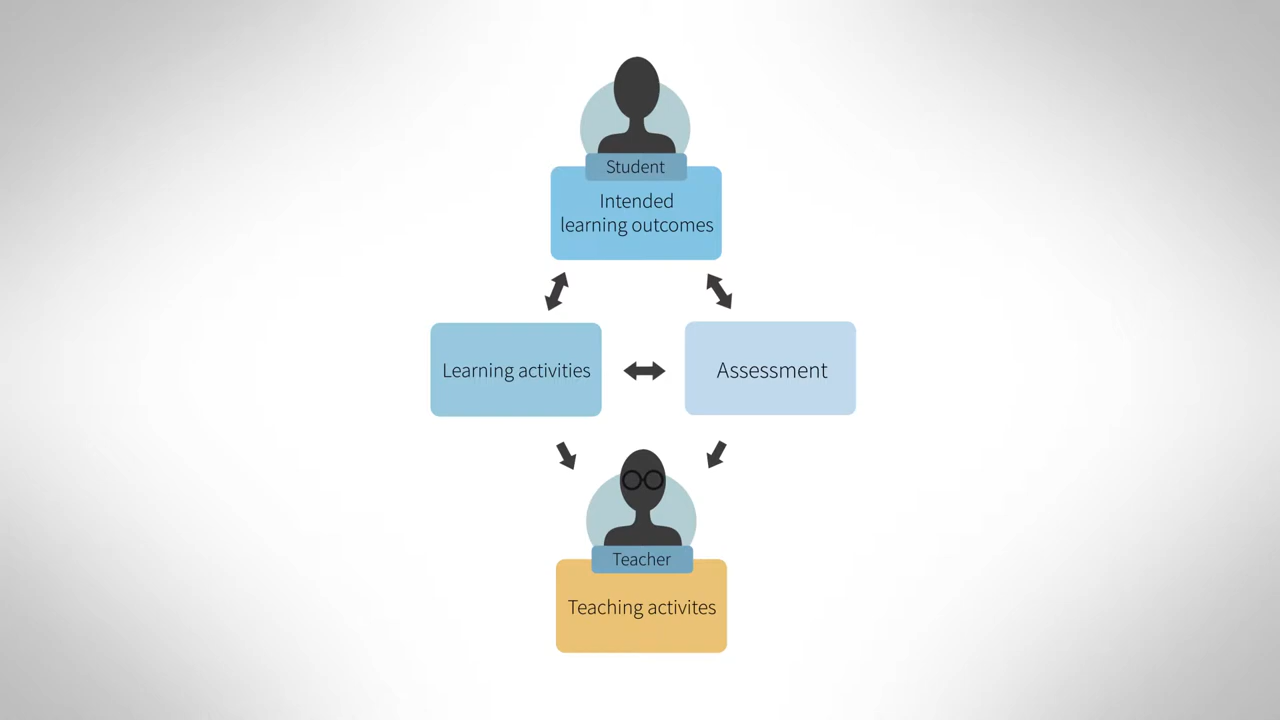 Student
Intended
learning outcomes
Learning activities
Assessment
Teacher
Teaching activites